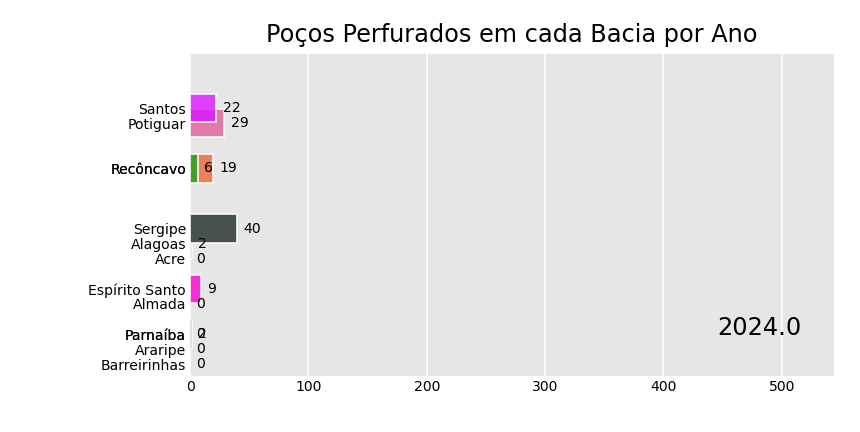 Poços Perfurados em cada Bacia por Ano
Santos 22
Potiguar 29
Recôncavo 6 19
Sergipe 40
Alagoas 2
Acre 0
Espírito Santo 9
Almada 0
2024.0
Parnaíba
Araripe 0
Barreirinhas 0
0 100 200 300 400 500